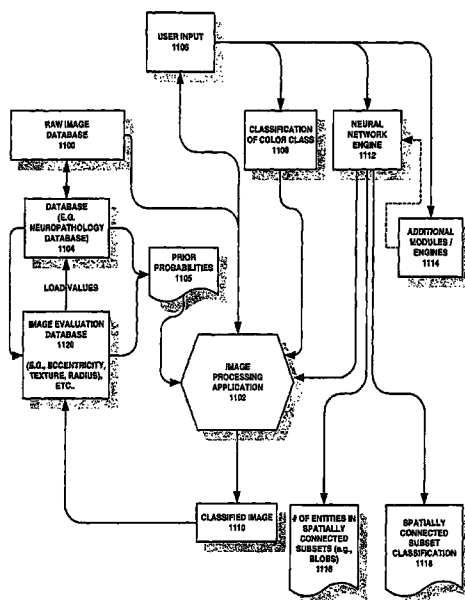 USER INPUT
1106
RAW IMAGE
DATABASE
1100
CLASSIFICATION
OF COLOR CLASS
1108
NEURAL
NETWORK
ENGINE
1112
DATABASE
(E.G.
NEUROPATHOLOGY
DATABASE)
1104
PRIOR
PROBABILITIES
1105
ADDITIONAL
MODULES /
ENGINES
1114
LOAD VALUES
IMAGE EVALUATION
DATABASE
1120
(E.G., ECCENTRICITY,
TEXTURE, RADIUS),
ETC..
IMAGE
PROCESSING
APPLICATION
1102
CLASSIFIED IMAGE
1110
# OF ENTITIES IN
SPATIALLY
CONNECTED
SUBSETS (e.g.,
BLOBS)
1116
SPATIALLY
CONNECTED
SUBSET
CLASSIFICATION
1118